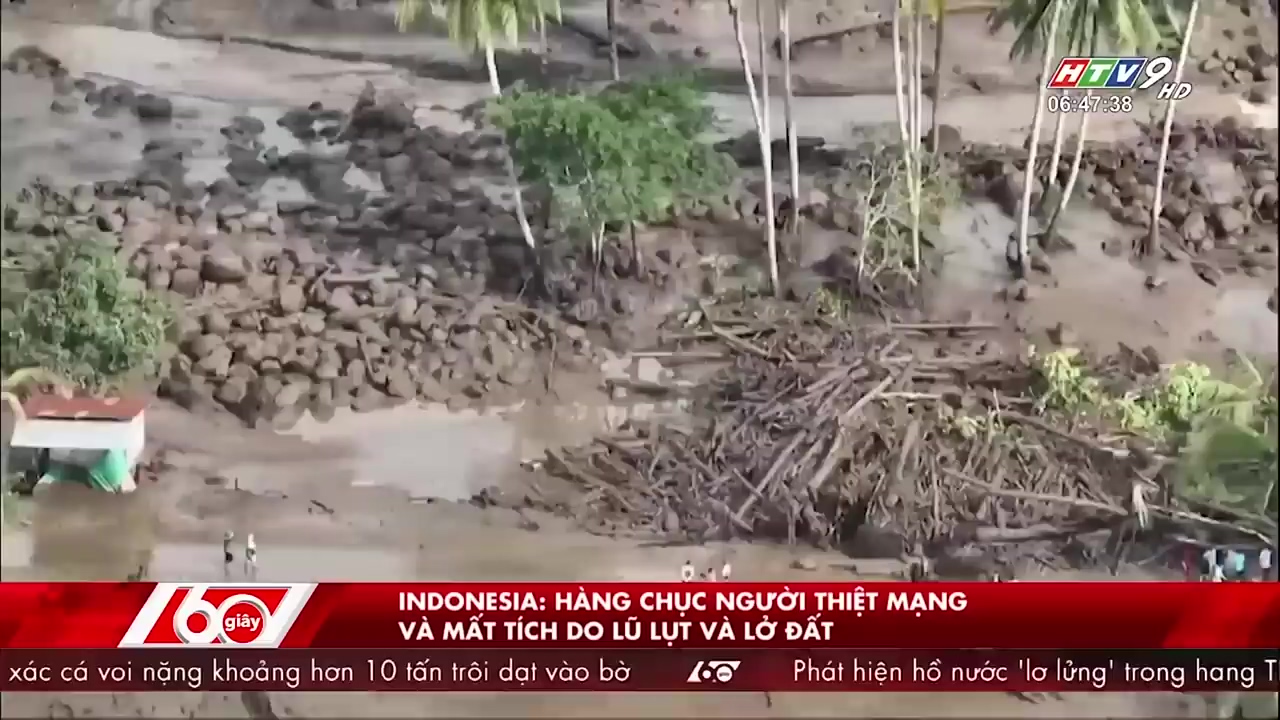 HTV9 HD
06:47:38
60 giây
INDONESIA: HÀNG CHỤC NGƯỜI THIỆT MẠNG
VÀ MẤT TÍCH DO LŨ LỤT VÀ LỞ ĐẤT
xác cá voi nặng khoảng hơn 10 tấn trôi dạt vào bờ 60 Phát hiện hồ nước 'lơ lửng' trong hang